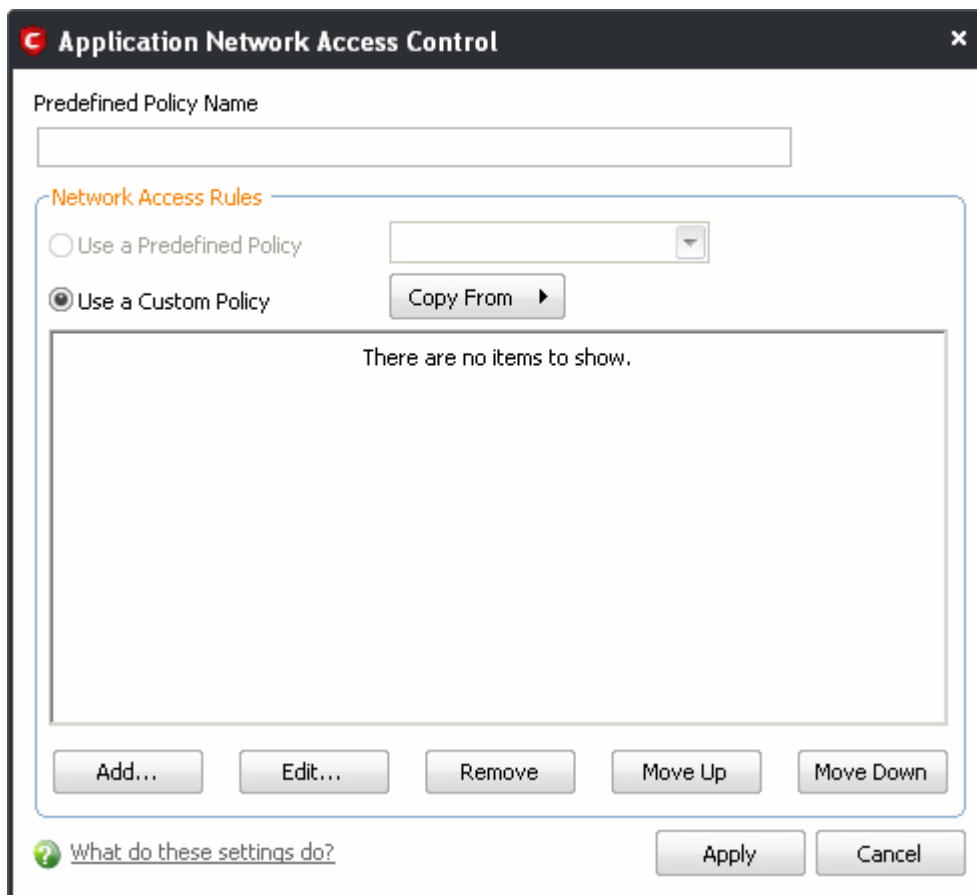 Application Network Access Control
Predefined Policy Name
Network Access Rules
Use a Predefined Policy
Use a Custom Policy
Copy From
There are no items to show.
Add...
Edit...
Remove
Move Up
Move Down
What do these settings do?
Apply
Cancel